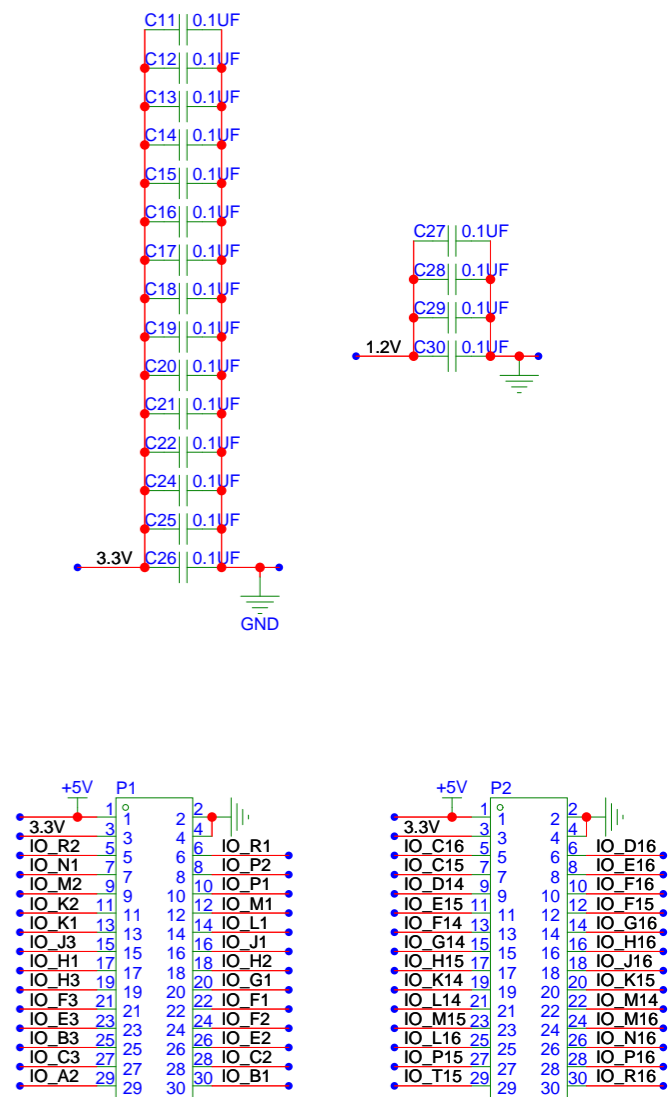 C11 0.1UF
C12 0.1UF
C13 0.1UF
C14 0.1UF
C15 0.1UF
C16 0.1UF
C17 0.1UF
C18 0.1UF
C19 0.1UF
C20 0.1UF
C21 0.1UF
C22 0.1UF
C24 0.1UF
C25 0.1UF
3.3V C26 0.1UF
GND
C27 0.1UF
C28 0.1UF
C29 0.1UF
1.2V C30 0.1UF
+5V P1
1 1 2 2
3.3V 3 3 4 4
IO_R2 5 5 6 6 IO_R1
IO_N1 7 7 8 8 IO_P2
IO_M2 9 9 10 10 IO_P1
IO_K2 11 11 12 12 IO_M1
IO_K1 13 13 14 14 IO_L1
IO_J3 15 15 16 16 IO_J1
IO_H1 17 17 18 18 IO_H2
IO_H3 19 19 20 20 IO_G1
IO_F3 21 21 22 22 IO_F1
IO_E3 23 23 24 24 IO_F2
IO_B3 25 25 26 26 IO_E2
IO_C3 27 27 28 28 IO_C2
IO_A2 29 29 30 30 IO_B1
+5V P2
1 1 2 2
3.3V 3 3 4 4
IO_C16 5 5 6 6 IO_D16
IO_C15 7 7 8 8 IO_E16
IO_D14 9 9 10 10 IO_F16
IO_E15 11 11 12 12 IO_F15
IO_F14 13 13 14 14 IO_G16
IO_G14 15 15 16 16 IO_H16
IO_H15 17 17 18 18 IO_J16
IO_K14 19 19 20 20 IO_K15
IO_L14 21 21 22 22 IO_M14
IO_M15 23 23 24 24 IO_M16
IO_L16 25 25 26 26 IO_N16
IO_P15 27 27 28 28 IO_P16
IO_T15 29 29 30 30 IO_R16